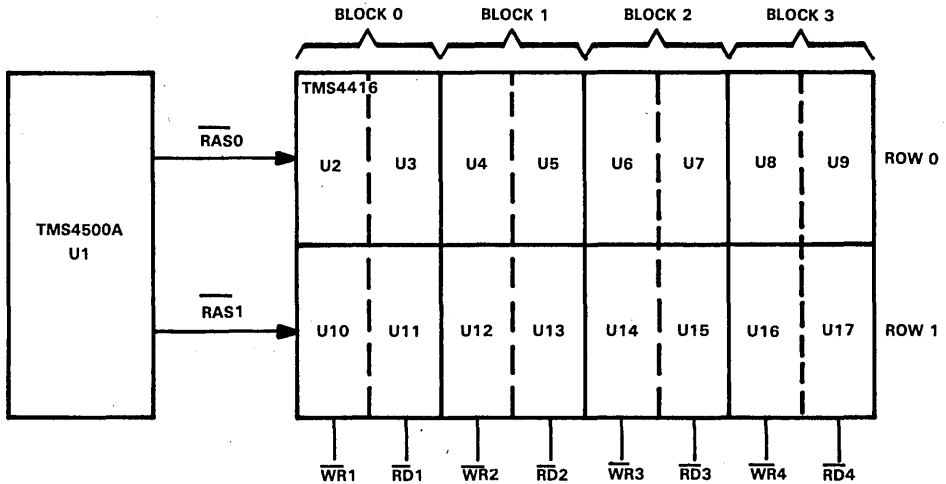 BLOCK 0 BLOCK 1 BLOCK 2 BLOCK 3
TMS4416
RAS0
U2 U3 U4 U5 U6 U7 U8 U9 ROW 0
TMS4500A
U1
RAS1
U10 U11 U12 U13 U14 U15 U16 U17 ROW 1
WR1 RD1 WR2 RD2 WR3 RD3 WR4 RD4